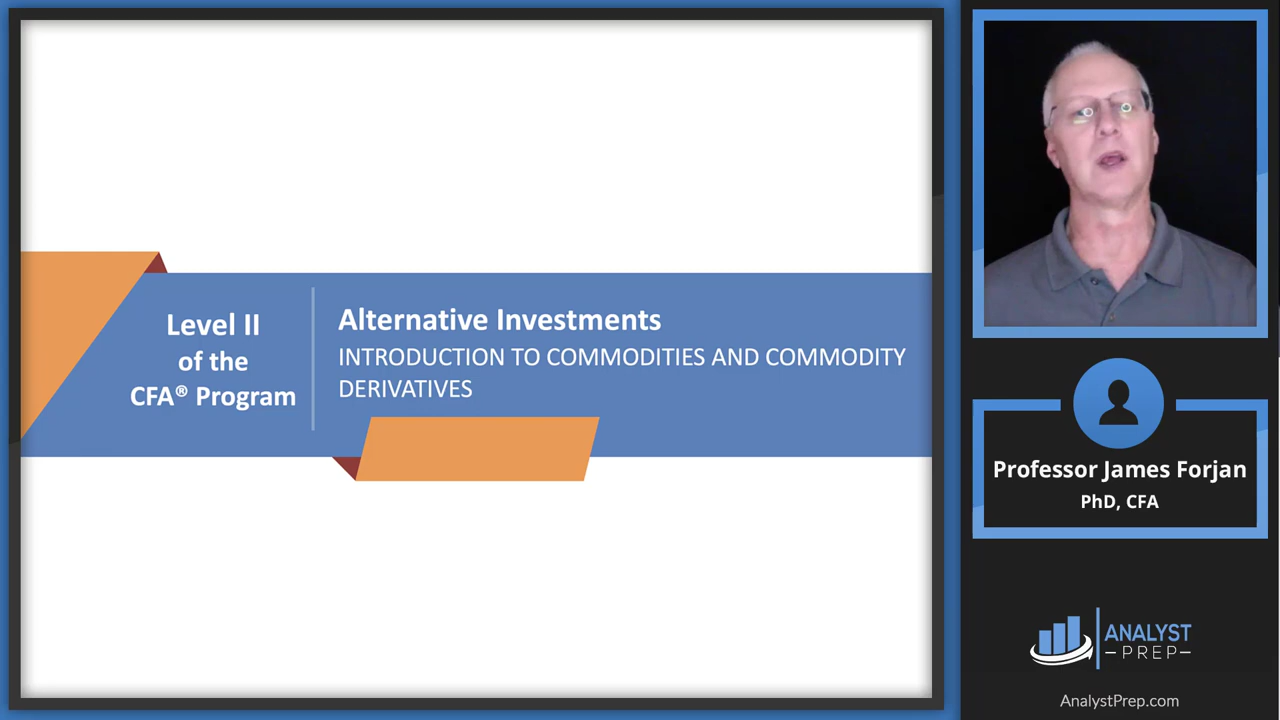 Level II
of the
CFA® Program
Alternative Investments
INTRODUCTION TO COMMODITIES AND COMMODITY
DERIVATIVES
Professor James Forjan
PhD, CFA
ANALYST
PREP
AnalystPrep.com